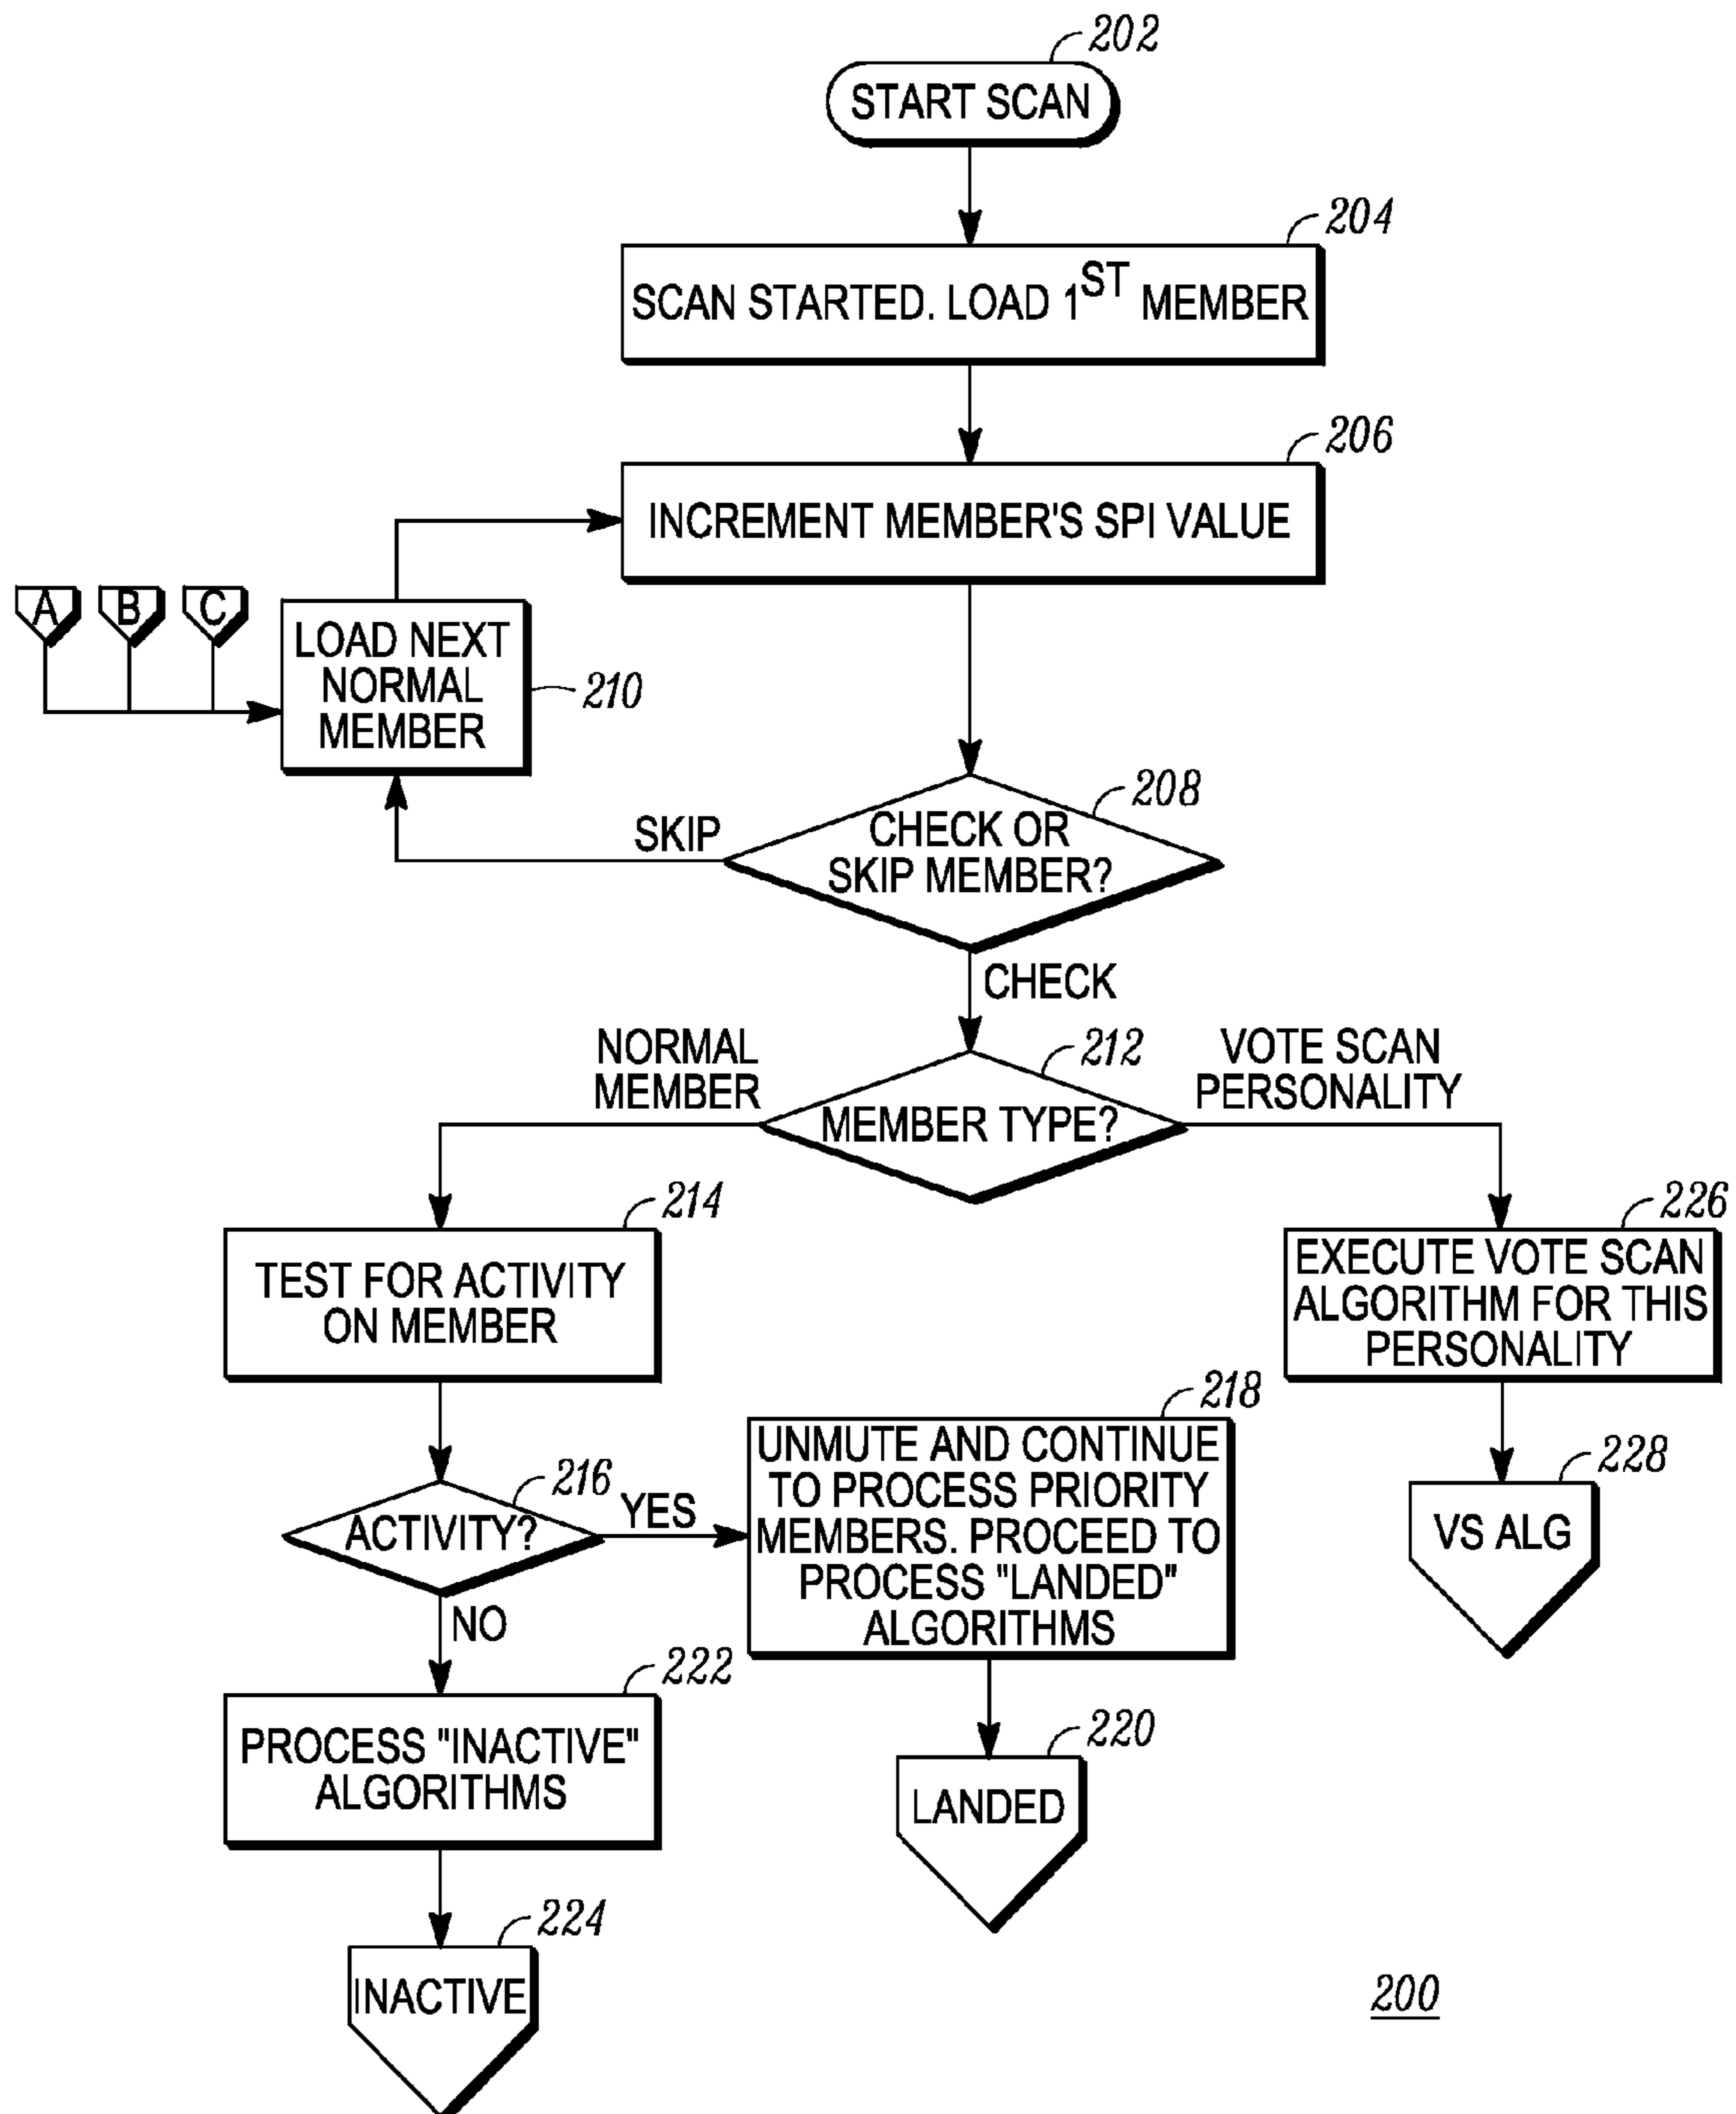 202
START SCAN
204
SCAN STARTED. LOAD 1ST MEMBER
206
INCREMENT MEMBER'S SPI VALUE
A
B
C
LOAD NEXT
NORMAL
MEMBER
210
208
CHECK OR
SKIP MEMBER?
SKIP
CHECK
NORMAL
MEMBER
212
VOTE SCAN
PERSONALITY
MEMBER TYPE?
214
TEST FOR ACTIVITY
ON MEMBER
226
EXECUTE VOTE SCAN
ALGORITHM FOR THIS
PERSONALITY
216
ACTIVITY?
YES
NO
218
UNMUTE AND CONTINUE
TO PROCESS PRIORITY
MEMBERS. PROCEED TO
PROCESS "LANDED"
ALGORITHMS
228
VS ALG
222
PROCESS "INACTIVE"
ALGORITHMS
220
LANDED
224
INACTIVE
200